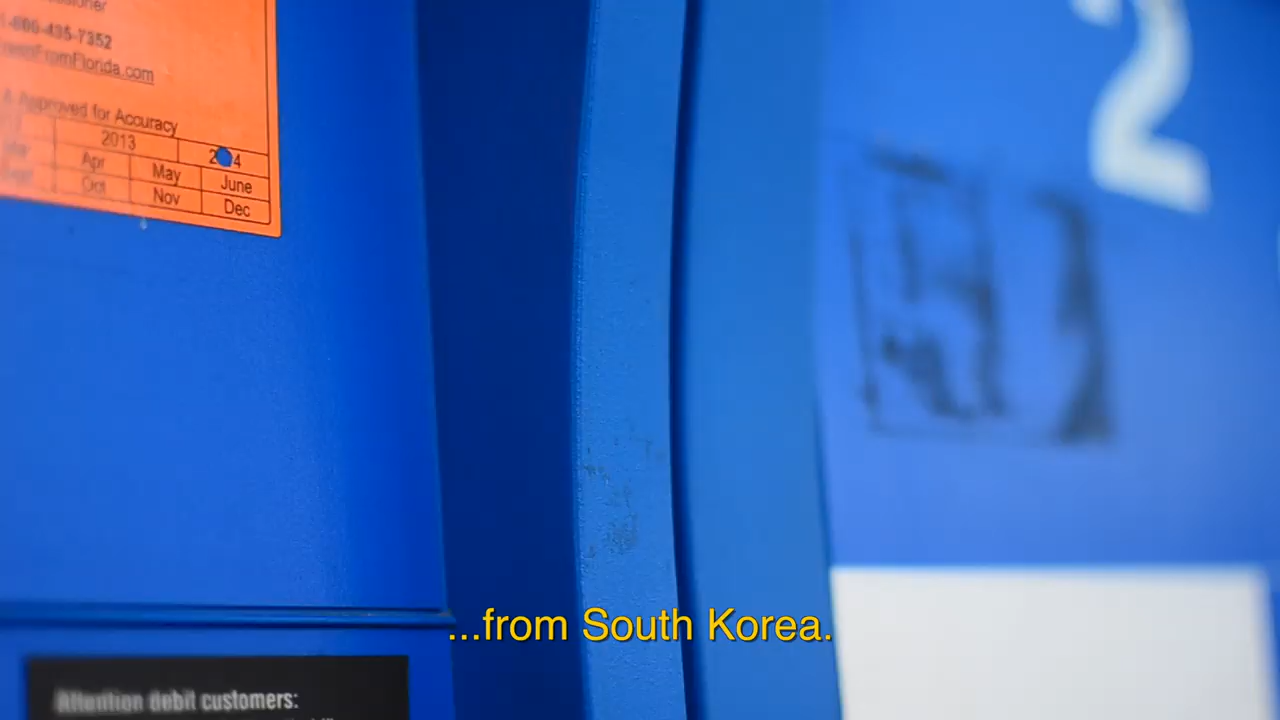 1-800-435-7352
FreshFromFlorida.com
Approved for Accuracy
2013
Apr May June
Oct Nov Dec
2
...from South Korea.
Attention debit customers: